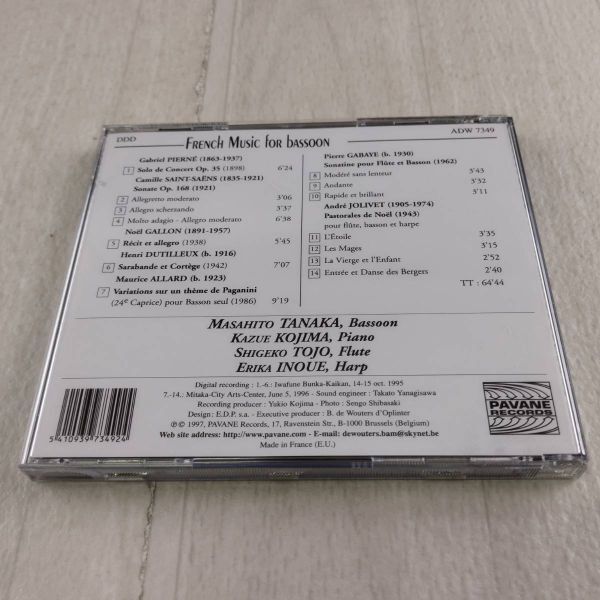 DDD
FRENCH MUSIC FOR BASSOON
ADW 7349
Gabriel PIERNÉ (1863-1937)
1 Solo de Concert Op. 35 (1898) 6'24
Camille SAINT-SAËNS (1835-1921)
Sonate Op. 168 (1921)
2 Allegretto moderato 3'06
3 Allegro scherzando 3'37
4 Molto adagio - Allegro moderato 6'38
Noël GALLON (1891-1957)
5 Récit et allegro (1938) 5'45
Henri DUTILLEUX (b. 1916)
6 Sarabande et Cortège (1942) 7'07
Maurice ALLARD (b. 1923)
7 Variations sur un thème de Paganini
(24e Caprice) pour Basson seul (1986) 9'19
Pierre GABAYE (b. 1930)
Sonatine pour Flûte et Basson (1962)
8 Modéré sans lenteur 3'43
9 Andante 3'32
10 Rapide et brillant 3'11
André JOLIVET (1905-1974)
Pastorales de Noël (1943)
pour flûte, basson et harpe
11 L'Étoile 3'35
12 Les Mages 3'15
13 La Vierge et l'Enfant 2'52
14 Entrée et Danse des Bergers 2'40
TT : 64'44
MASAHITO TANAKA, Bassoon
KAZUE KOJIMA, Piano
SHIGEKO TOJO, Flute
ERIKA INOUE, Harp
Digital recording : 1.-6.: Iwafune Bunka-Kaikan, 14-15 oct. 1995
7.-14.: Mitaka-City Arts-Center, June 5, 1996 - Sound engineer : Takato Yanagisawa
Recording producer : Yukio Kojima - Photo : Sengo Shibasaki
Design : E.D.P. s.a. - Executive producer : B. de Wouters d'Oplinter
℗ © 1997, PAVANE Records, 17, Ravenstein Str., B-1000 Brussels (Belgium)
Web site address: http://www.pavane.com - E-mail: dewouters.bam@skynet.be
Made in France (E.U.)
5 410939 734924
PAVANE
RECORDS